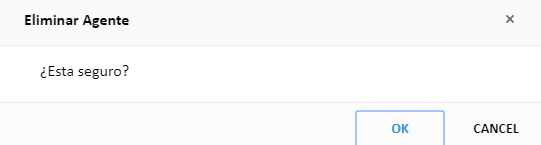 Eliminar Agente ×
¿Esta seguro?
OK CANCEL